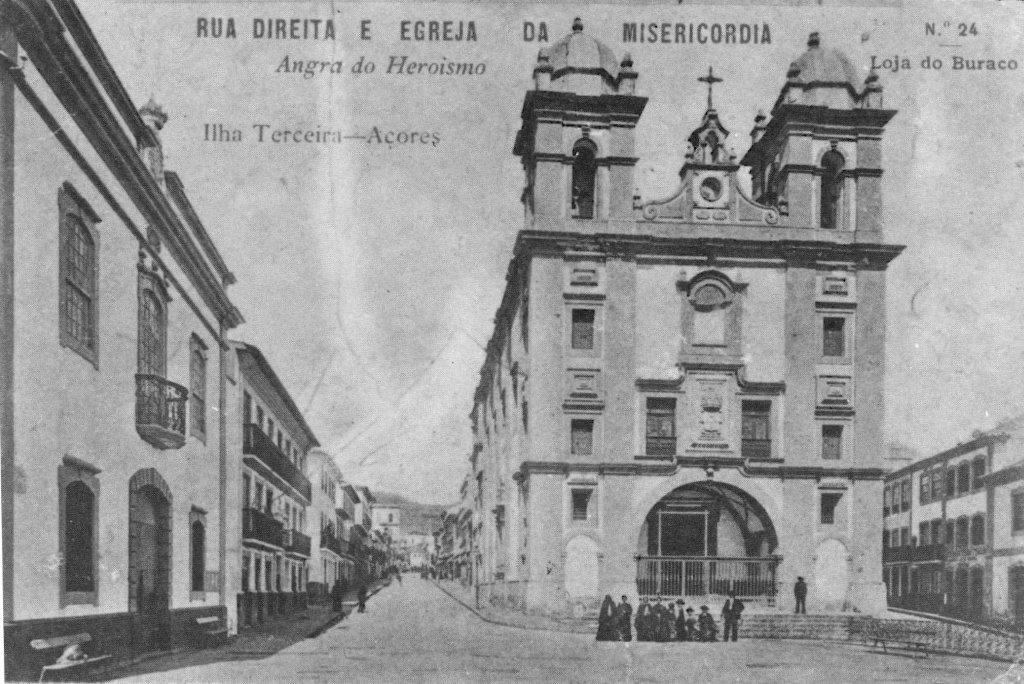 RUA DIREITA E EGREJA DA MISERICORDIA
Angra do Heroismo
Ilha Terceira—Açores
N.º 24
Loja do Buraco